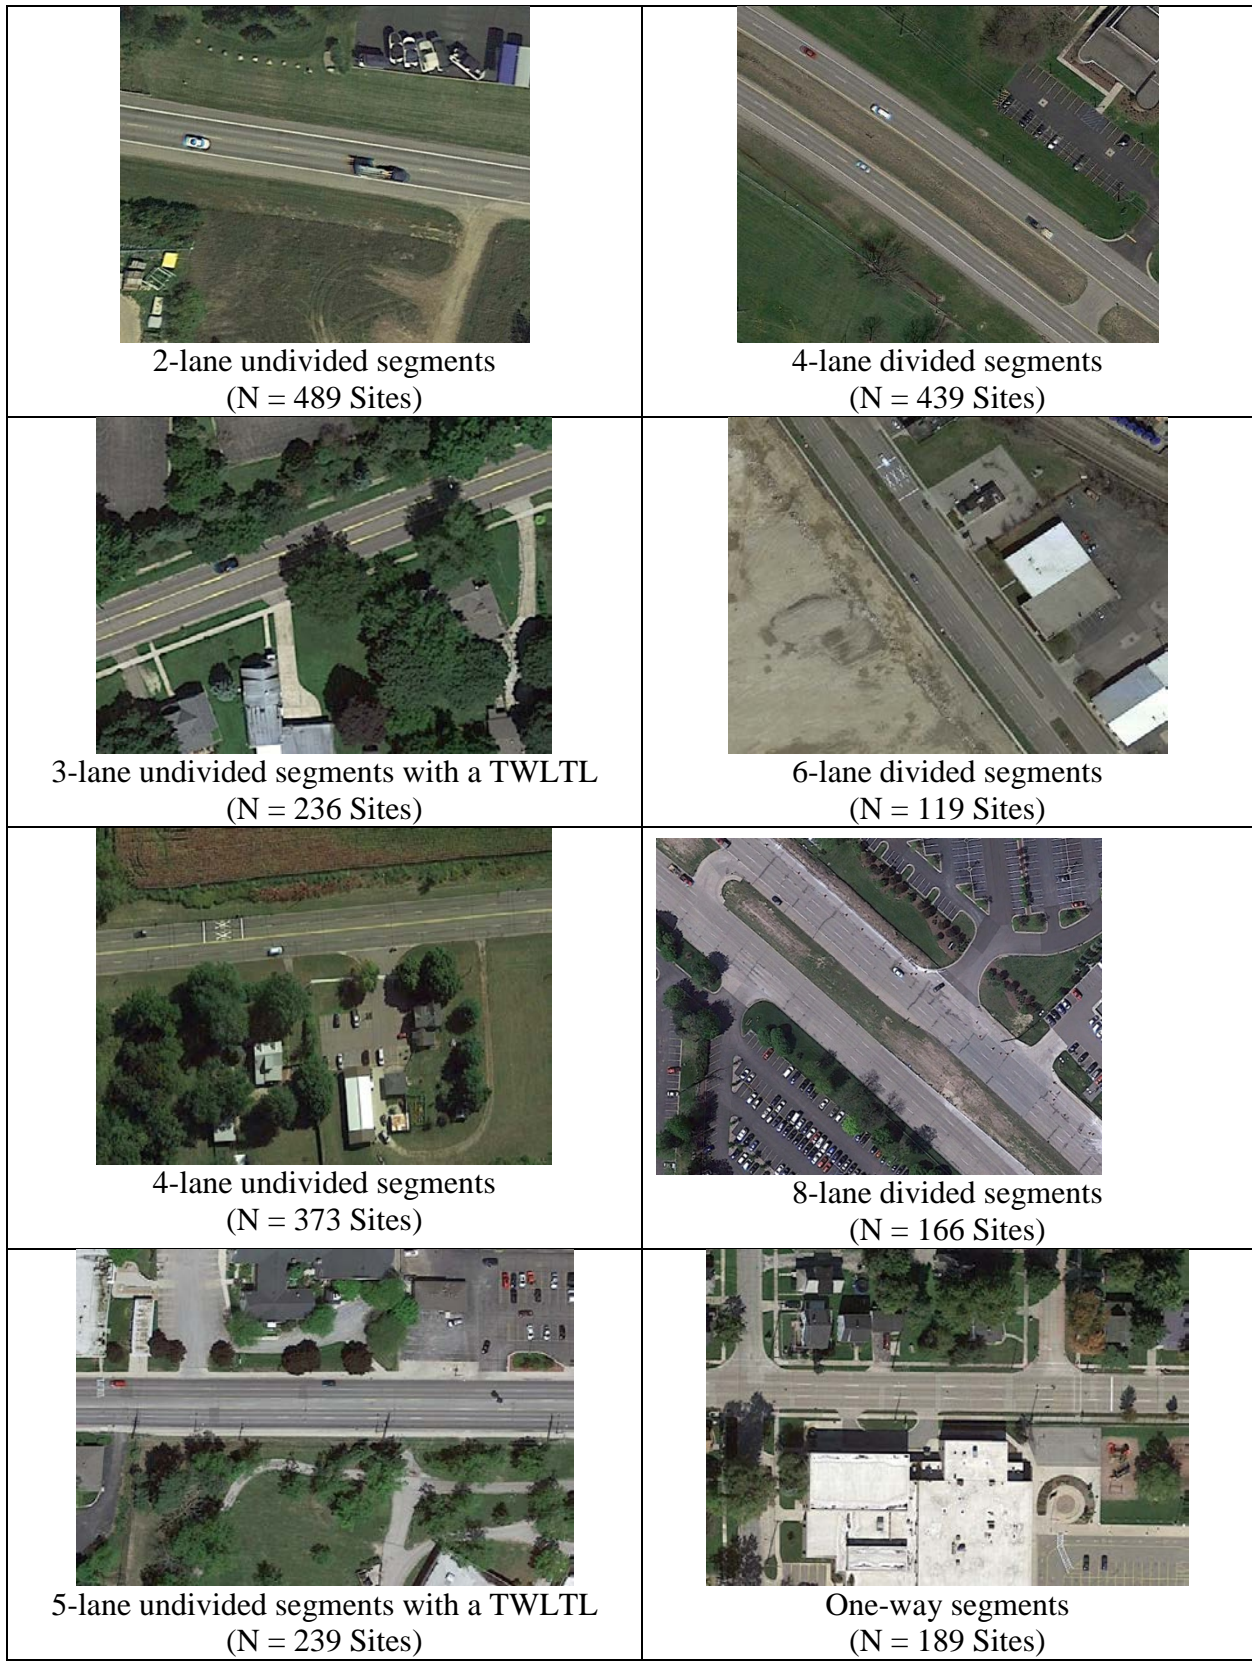 2-lane undivided segments
(N = 489 Sites)
4-lane divided segments
(N = 439 Sites)
3-lane undivided segments with a TWLTL
(N = 236 Sites)
6-lane divided segments
(N = 119 Sites)
4-lane undivided segments
(N = 373 Sites)
8-lane divided segments
(N = 166 Sites)
5-lane undivided segments with a TWLTL
(N = 239 Sites)
One-way segments
(N = 189 Sites)